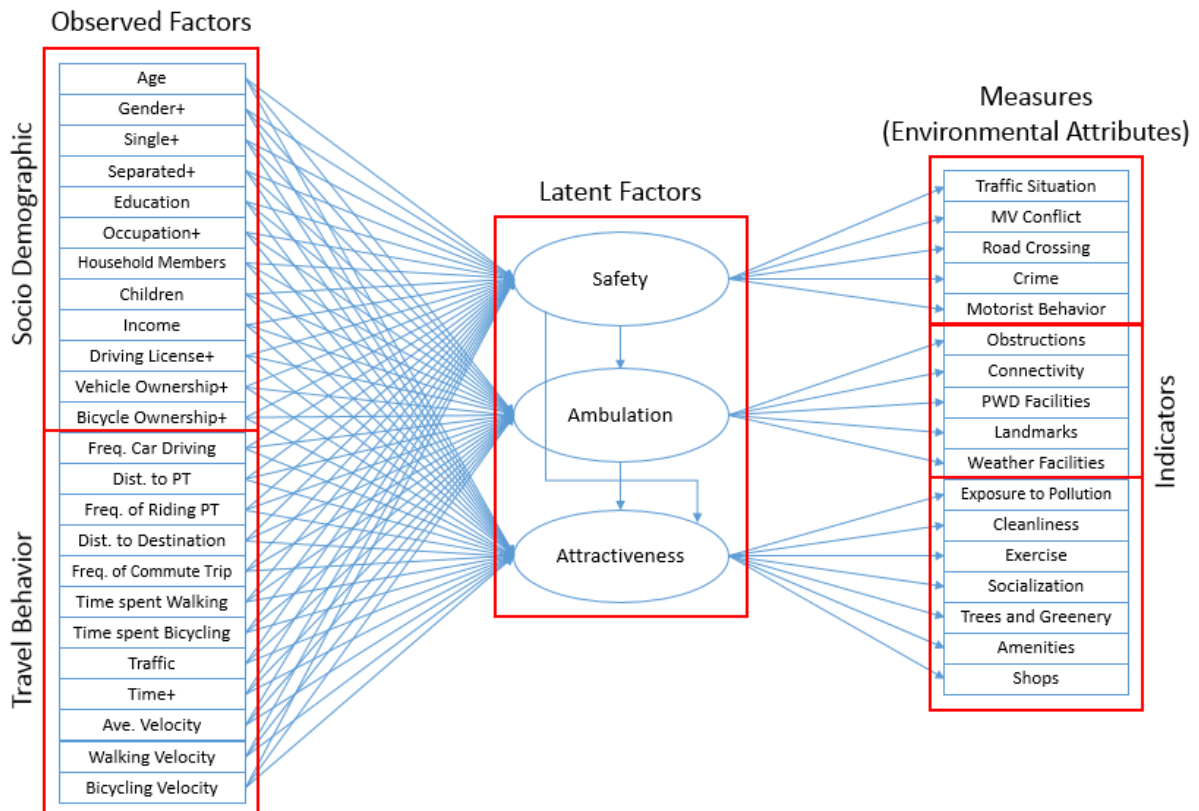 Observed Factors
Socio Demographic
Age
Gender+
Single+
Separated+
Education
Occupation+
Household Members
Children
Income
Driving License+
Vehicle Ownership+
Bicycle Ownership+
Travel Behavior
Freq. Car Driving
Dist. to PT
Freq. of Riding PT
Dist. to Destination
Freq. of Commute Trip
Time spent Walking
Time spent Bicycling
Traffic
Time+
Ave. Velocity
Walking Velocity
Bicycling Velocity
Latent Factors
Safety
Ambulation
Attractiveness
Measures
(Environmental Attributes)
Traffic Situation
MV Conflict
Road Crossing
Crime
Motorist Behavior
Obstructions
Connectivity
PWD Facilities
Landmarks
Weather Facilities
Exposure to Pollution
Cleanliness
Exercise
Socialization
Trees and Greenery
Amenities
Shops
Indicators